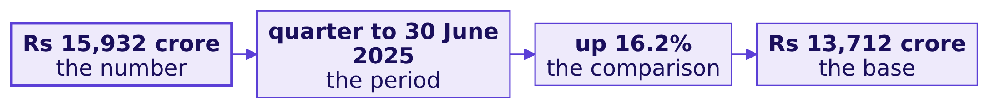 Rs 15,932 crore
the number
quarter to 30 June
2025
the period
up 16.2%
the comparison
Rs 13,712 crore
the base